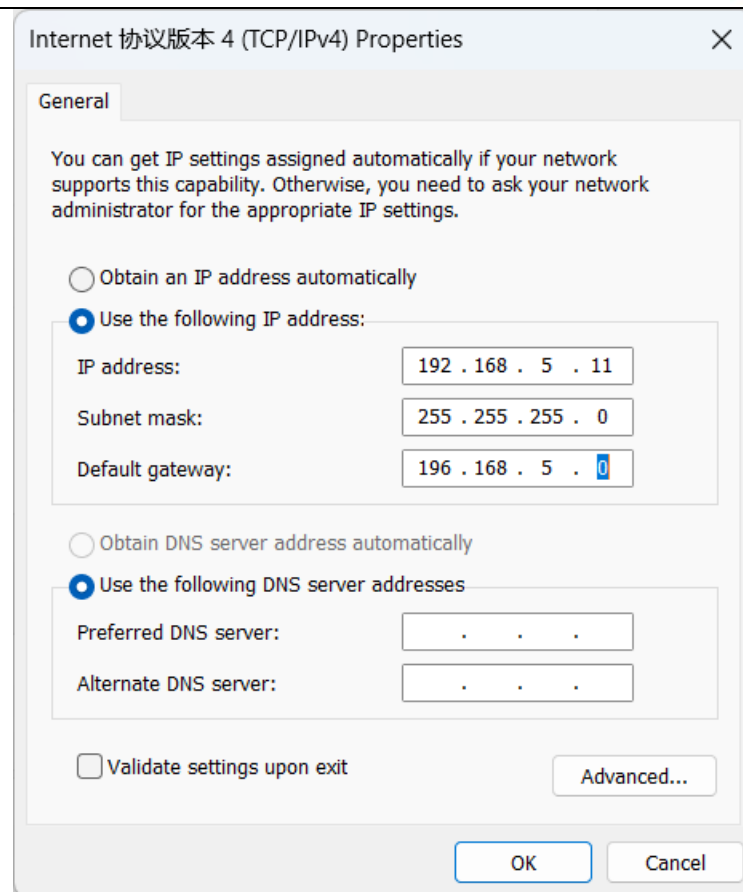 Internet 协议版本 4 (TCP/IPv4) Properties
General
You can get IP settings assigned automatically if your network
supports this capability. Otherwise, you need to ask your network
administrator for the appropriate IP settings.
Obtain an IP address automatically
Use the following IP address:
IP address: 192 . 168 . 5 . 11
Subnet mask: 255 . 255 . 255 . 0
Default gateway: 196 . 168 . 5 . 0
Obtain DNS server address automatically
Use the following DNS server addresses
Preferred DNS server: . . .
Alternate DNS server: . . .
Validate settings upon exit
Advanced...
OK Cancel